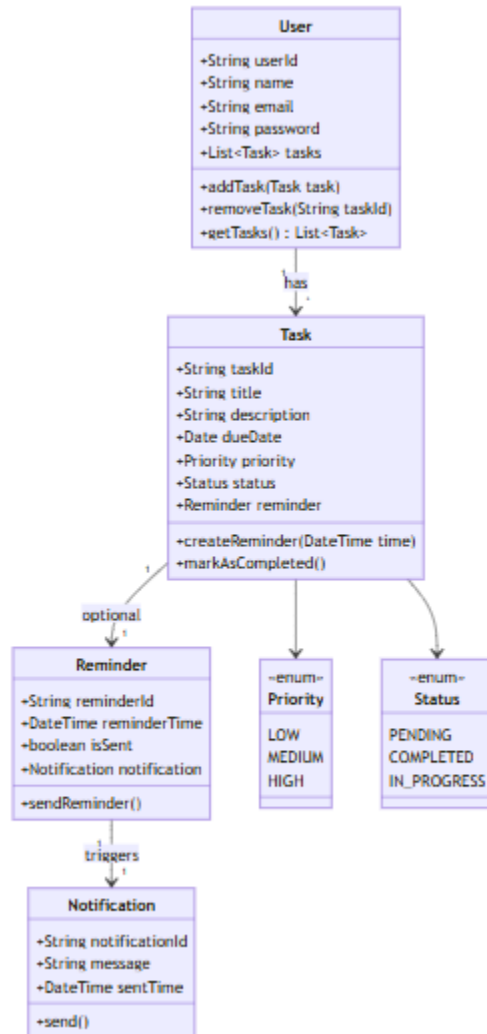 User
+String userId
+String name
+String email
+String password
+List<Task> tasks
+addTask(Task task)
+removeTask(String taskId)
+getTasks() : List<Task>
1
has
*
Task
+String taskId
+String title
+String description
+Date dueDate
+Priority priority
+Status status
+Reminder reminder
+createReminder(DateTime time)
+markAsCompleted()
1
optional
1
Reminder
+String reminderId
+DateTime reminderTime
+boolean isSent
+Notification notification
+sendReminder()
«enum»
Priority
LOW
MEDIUM
HIGH
«enum»
Status
PENDING
COMPLETED
IN_PROGRESS
1
triggers
1
Notification
+String notificationId
+String message
+DateTime sentTime
+send()